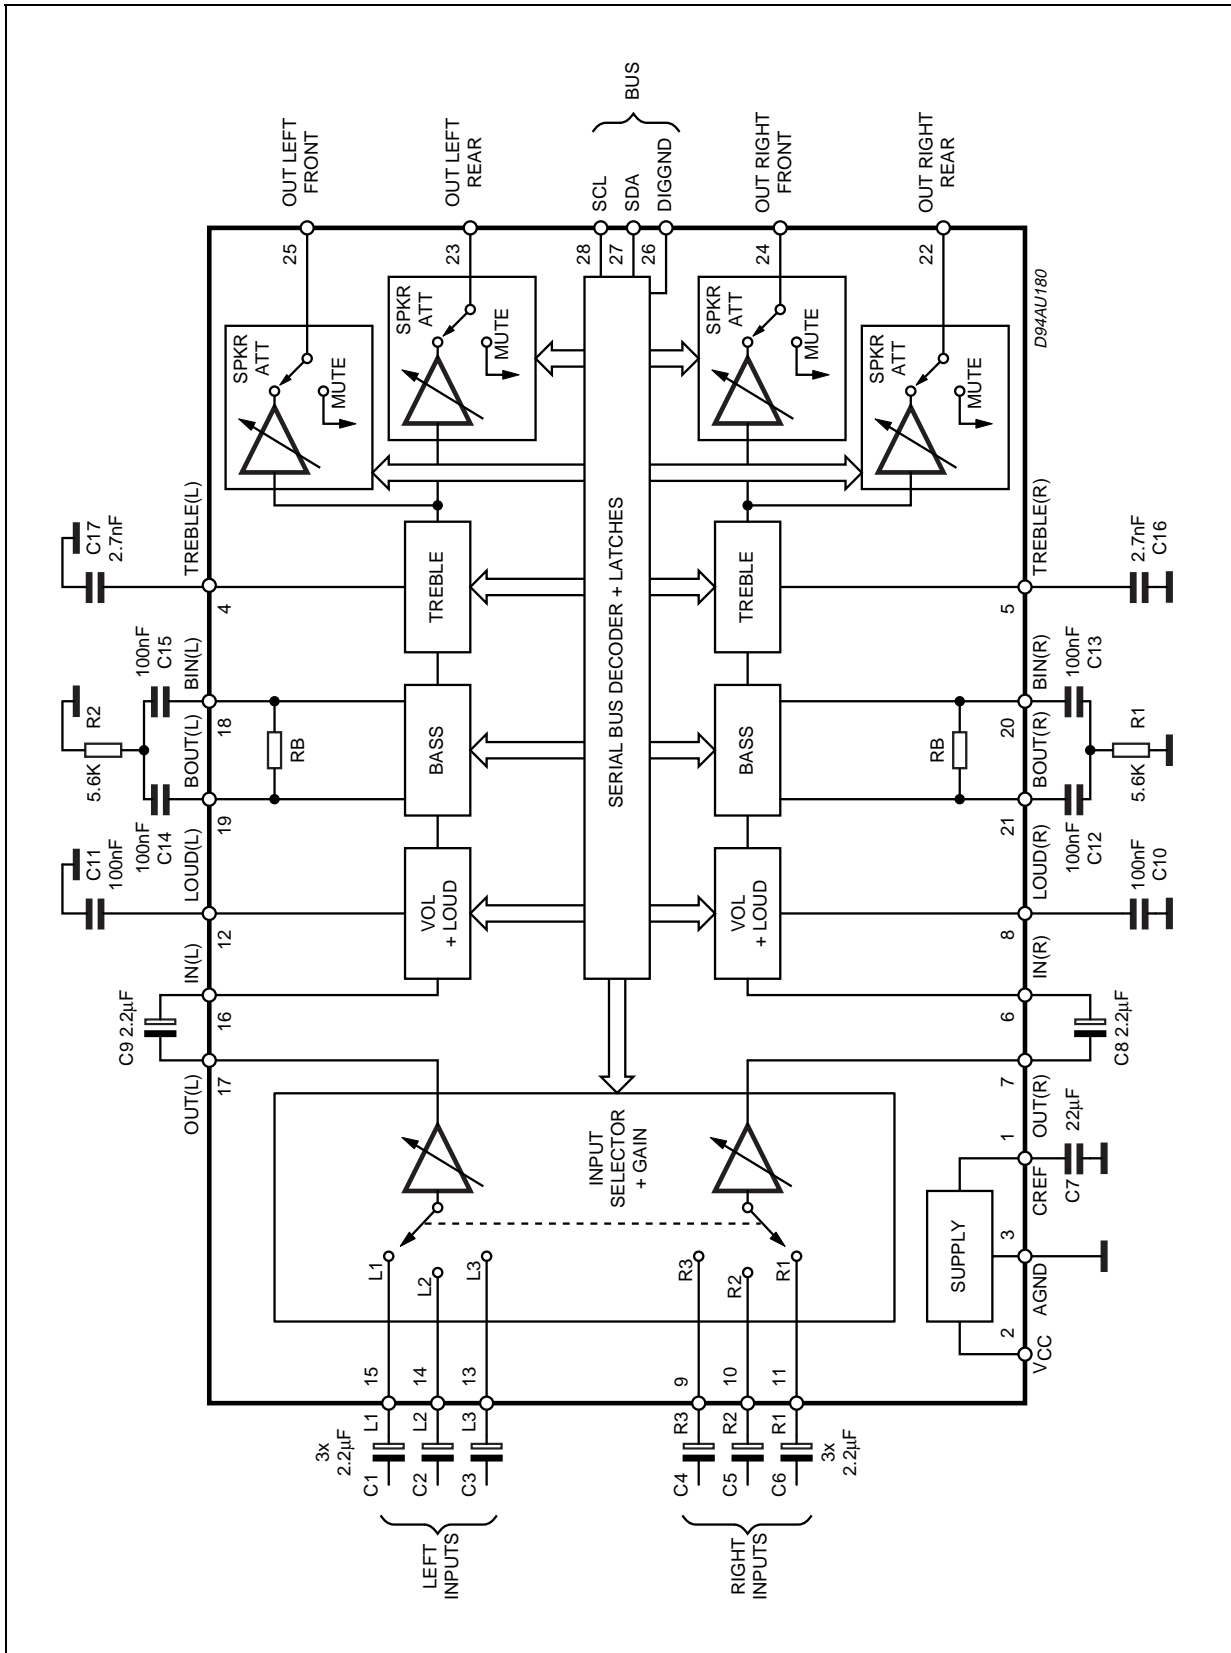 BUS
OUT LEFT
FRONT
OUT LEFT
REAR
SCL
SDA
DIGGND
OUT RIGHT
FRONT
OUT RIGHT
REAR
25
23
28
27
26
24
22
SPKR
ATT
MUTE
SPKR
ATT
MUTE
SPKR
ATT
MUTE
SPKR
ATT
MUTE
D94AU180
C17
2.7nF
TREBLE(L)
4
TREBLE
SERIAL BUS DECODER + LATCHES
TREBLE
5
TREBLE(R)
2.7nF
C16
R2
5.6K
100nF
C15
BIN(L)
18
BOUT(L)
19
100nF
C14
RB
BASS
BASS
RB
BIN(R)
20
BOUT(R)
21
100nF
C13
R1
5.6K
100nF
C12
C11
100nF
LOUD(L)
12
VOL
+ LOUD
VOL
+ LOUD
8
LOUD(R)
100nF
C10
IN(L)
16
C9 2.2µF
OUT(L)
17
6
IN(R)
C8 2.2µF
7
OUT(R)
INPUT
SELECTOR
+ GAIN
L1
L2
L3
R3
R2
R1
SUPPLY
1
CREF
C7
22µF
3
AGND
2
VCC
15
14
13
9
10
11
L1
L2
L3
R3
R2
R1
3x
2.2µF
C1
C2
C3
C4
C5
C6
3x
2.2µF
LEFT
INPUTS
RIGHT
INPUTS